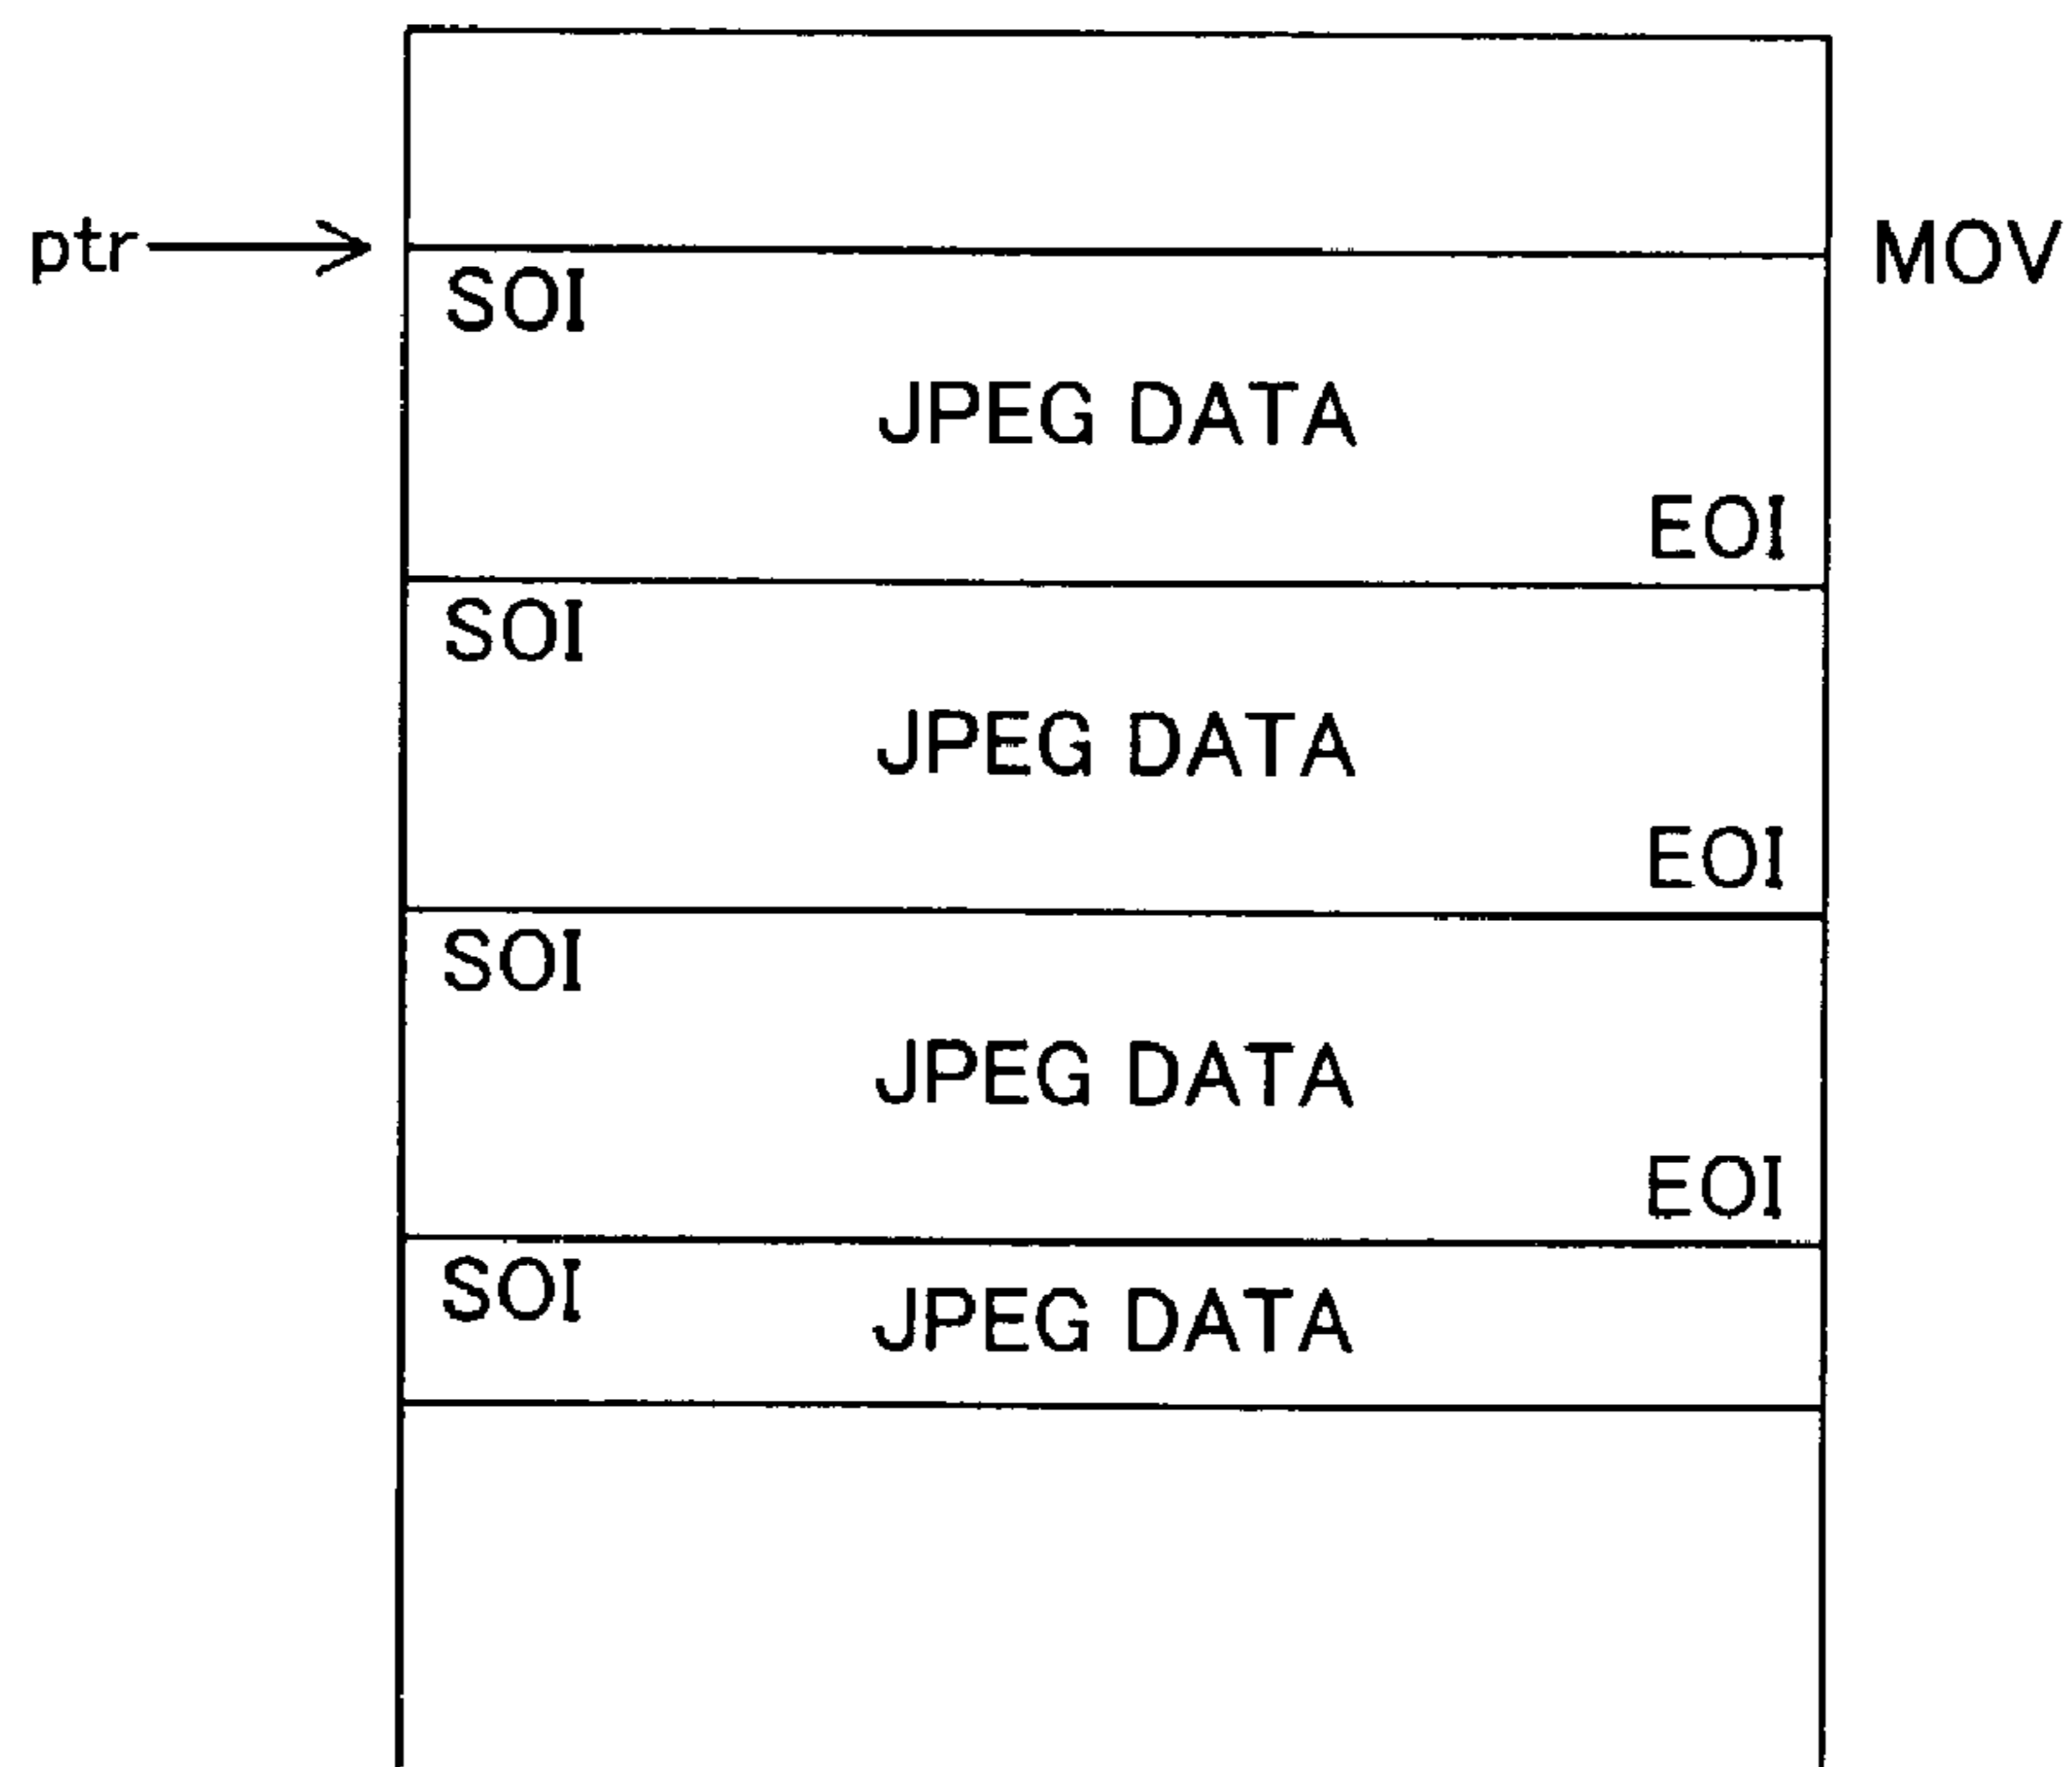 ptr
MOV
SOI
JPEG DATA
EOI
SOI
JPEG DATA
EOI
SOI
JPEG DATA
EOI
SOI JPEG DATA